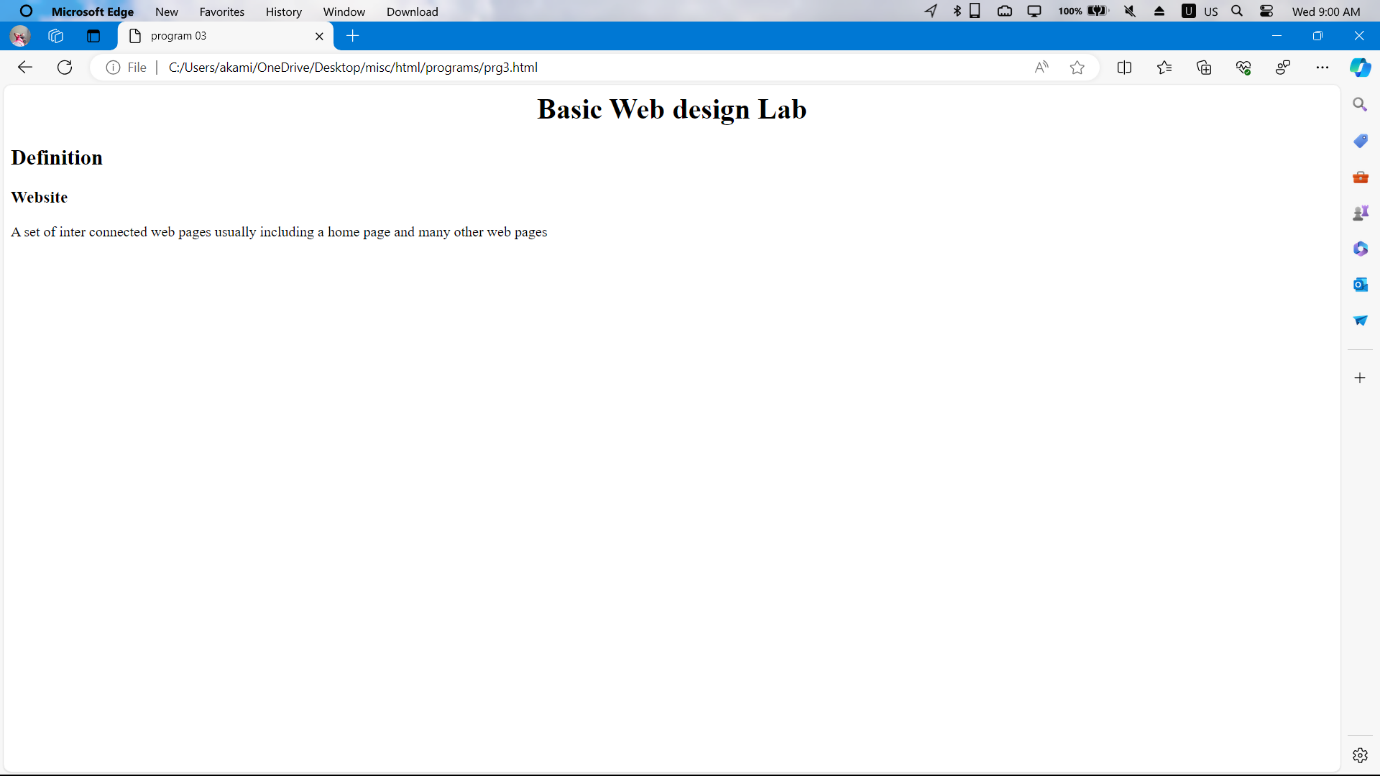 Microsoft Edge New Favorites History Window Download 100% U US Wed 9:00 AM
program 03
File | C:/Users/akami/OneDrive/Desktop/misc/html/programs/prg3.html
Basic Web design Lab
Definition
Website
A set of inter connected web pages usually including a home page and many other web pages